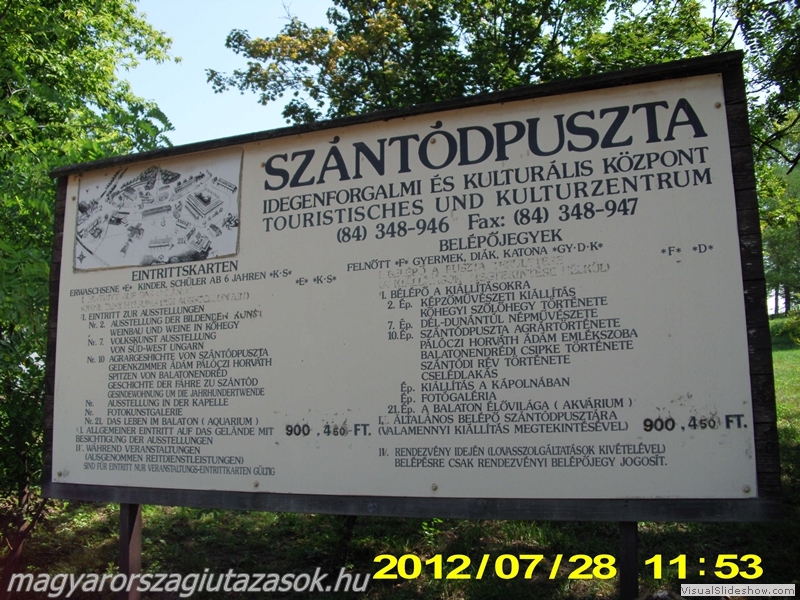 SZÁNTÓDPUSZTA
IDEGENFORGALMI ÉS KULTURÁLIS KÖZPONT
TOURISTISCHES UND KULTURZENTRUM
(84) 348-946 Fax: (84) 348-947
EINTRITTSKARTEN
ERWACHSENE *E* KINDER, SCHÜLER AB 6 JAHREN *K·S* *E* *K·S*
I. EINTRITT ZUR AUSSTELLUNGEN
Nr. 2. AUSSTELLUNG DER BILDENDEN KUNST
WEINBAU UND WEINE IN KŐHEGY
Nr. 7. VOLKSKUNST AUSSTELLUNG
VON SÜD-WEST UNGARN
Nr. 10 AGRARGESCHICHTE VON SZÁNTÓDPUSZTA
GEDENKZIMMER ÁDÁM PÁLÓCZI HORVÁTH
SPITZEN VON BALATONENDRÉD
GESCHICHTE DER FÄHRE ZU SZÁNTÓD
GESINDEWOHNUNG UM DIE JAHRHUNDERTWENDE
Nr. AUSSTELLUNG IN DER KAPELLE
Nr. FOTOKUNSTGALERIE
Nr. 21. DAS LEBEN IM BALATON ( AQUARIUM )
I. ALLGEMEINER EINTRITT AUF DAS GELÄNDE MIT
BESICHTIGUNG DER AUSSTELLUNGEN
900.450 FT.
IV. WÄHREND VERANSTALTUNGEN
(AUSGENOMMEN REITDIENSTLEISTUNGEN)
SIND FÜR EINTRITT NUR VERANSTALTUNGS-EINTRITTKARTEN GÜLTIG
BELÉPŐJEGYEK
FELNŐTT *F* GYERMEK, DIÁK, KATONA *GY·D·K* *F* *D*
I. BELÉPŐ A KIÁLLÍTÁSOKRA
2. Ép. KÉPZŐMŰVÉSZETI KIÁLLÍTÁS
KŐHEGYI SZŐLŐHEGY TÖRTÉNETE
7. Ép. DÉL-DUNÁNTÚL NÉPMŰVÉSZETE
10. Ép. SZÁNTÓDPUSZTA AGRÁRTÖRTÉNETE
PÁLÓCZI HORVÁTH ÁDÁM EMLÉKSZOBA
BALATONENDRÉDI CSIPKE TÖRTÉNETE
SZÁNTÓDI RÉV TÖRTÉNETE
CSELÉDLAKÁS
Ép. KIÁLLÍTÁS A KÁPOLNÁBAN
Ép. FOTÓGALÉRIA
21. Ép. A BALATON ÉLŐVILÁGA ( AKVÁRIUM )
I. ÁLTALÁNOS BELÉPŐ SZÁNTÓDPUSZTÁRA
(VALAMENNYI KIÁLLÍTÁS MEGTEKINTÉSÉVEL)
900.450 FT.
IV. RENDEZVÉNY IDEJÉN (LOVASSZOLGÁLTATÁSOK KIVÉTELÉVEL)
BELÉPÉSRE CSAK RENDEZVÉNYI BELÉPŐJEGY JOGOSÍT.
2012/07/28 11:53
magyarorszagiutazasok.hu
VisualSlideshow.com